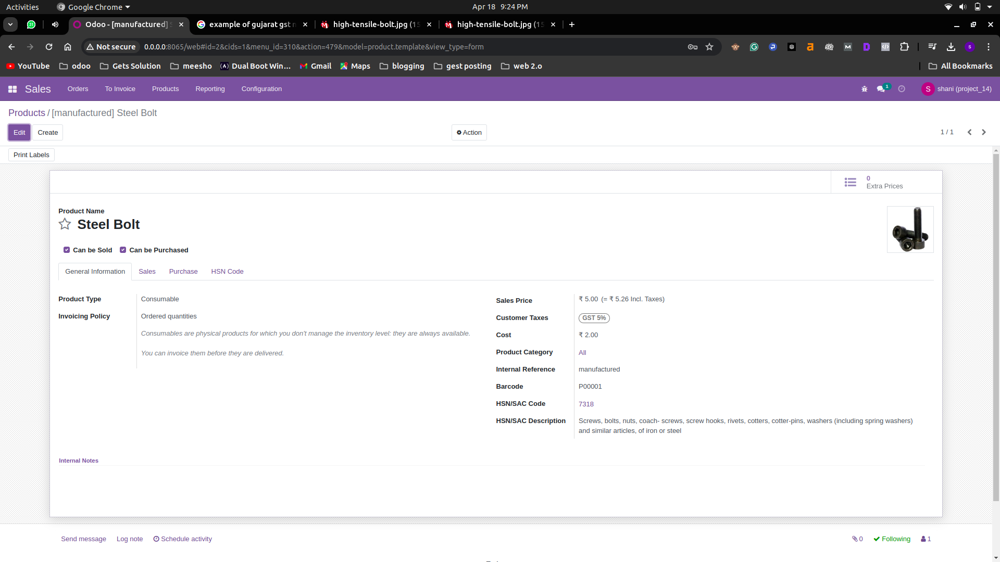 Activities Google Chrome Apr 18 9:24 PM
Odoo - [manufactured] example of gujarat gst high-tensile-bolt.jpg (15 high-tensile-bolt.jpg (15
Not secure 0.0.0.0:8065/web#id=2&cids=1&menu_id=310&action=479&model=product.template&view_type=form
YouTube odoo Gets Solution meesho Dual Boot Win... Gmail Maps blogging gest posting web 2.o All Bookmarks
Sales Orders To Invoice Products Reporting Configuration 1 S shani (project_14)
Products / [manufactured] Steel Bolt
Edit Create Action 1 / 1
Print Labels
0
Extra Prices
Product Name
Steel Bolt
Can be Sold Can be Purchased
General Information Sales Purchase HSN Code
Product Type Consumable
Invoicing Policy Ordered quantities
Consumables are physical products for which you don't manage the inventory level: they are always available.
You can invoice them before they are delivered.
Sales Price ₹ 5.00 (= ₹ 5.26 Incl. Taxes)
Customer Taxes GST 5%
Cost ₹ 2.00
Product Category All
Internal Reference manufactured
Barcode P00001
HSN/SAC Code 7318
HSN/SAC Description Screws, bolts, nuts, coach- screws, screw hooks, rivets, cotters, cotter-pins, washers (including spring washers)
and similar articles, of iron or steel
Internal Notes
Send message Log note Schedule activity 0 Following 1